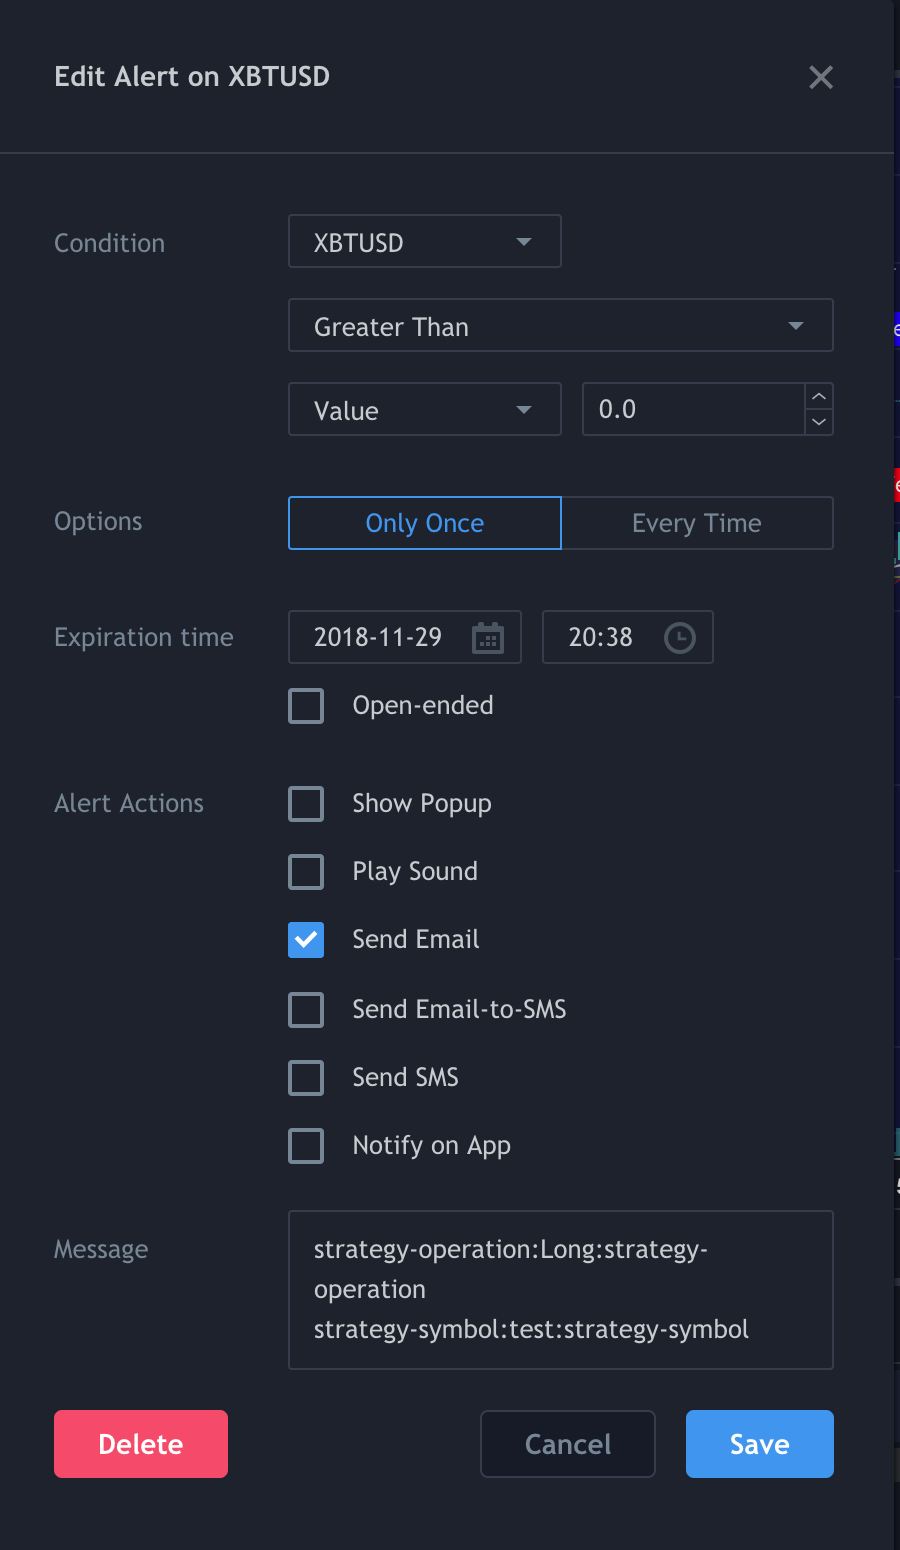 Edit Alert on XBTUSD
Condition
XBTUSD
Greater Than
Value
0.0
Options
Only Once
Every Time
Expiration time
2018-11-29
20:38
Open-ended
Alert Actions
Show Popup
Play Sound
Send Email
Send Email-to-SMS
Send SMS
Notify on App
Message
strategy-operation:Long:strategy-
operation
strategy-symbol:test:strategy-symbol
Delete
Cancel
Save